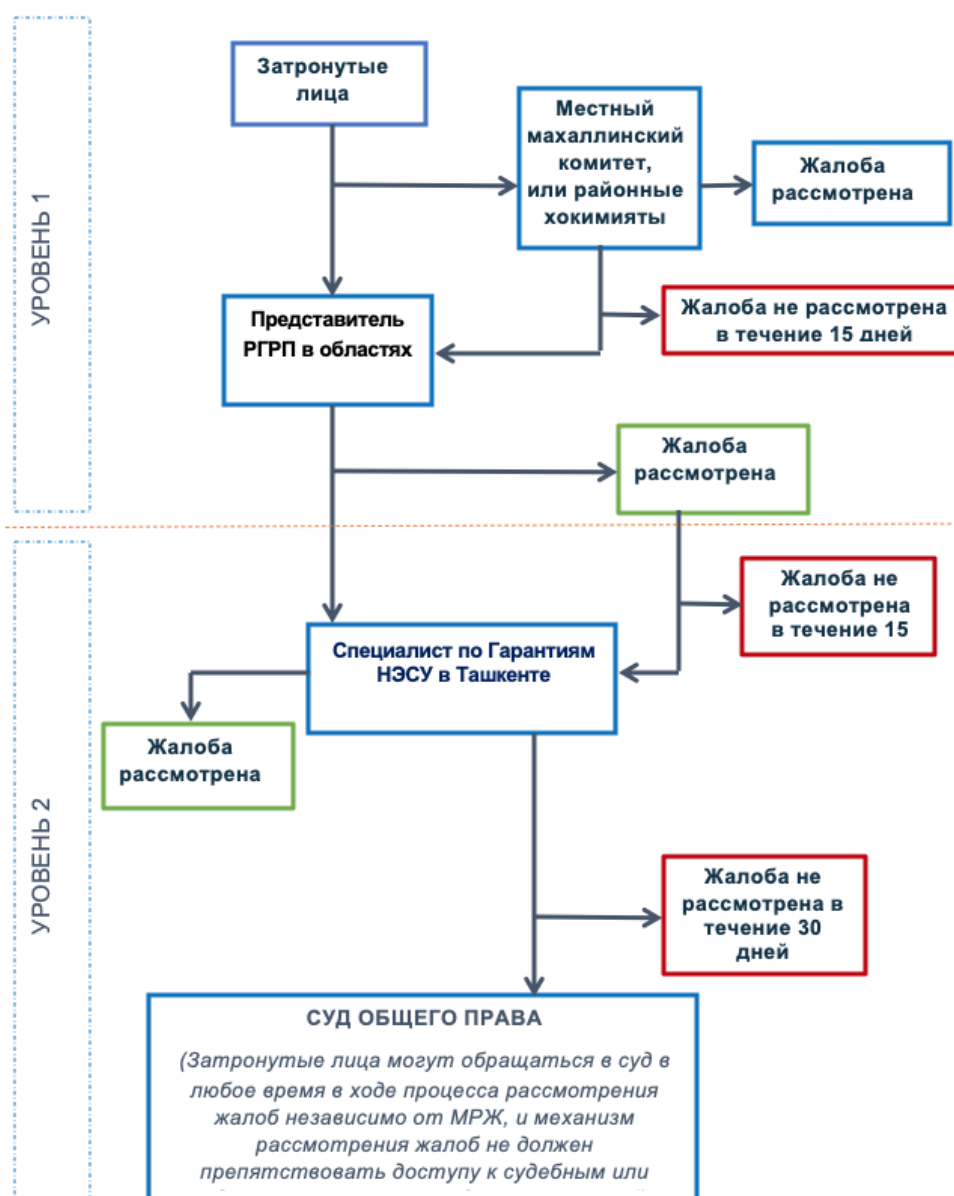 УРОВЕНЬ 1
Затронутые
лица
Местный
махаллинский
комитет,
или районные
хокимияты
Жалоба
рассмотрена
Представитель
РГРП в областях
Жалоба не рассмотрена
в течение 15 дней
Жалоба
рассмотрена
УРОВЕНЬ 2
Жалоба не
рассмотрена
в течение 15
Специалист по Гарантиям
НЭСУ в Ташкенте
Жалоба
рассмотрена
Жалоба не
рассмотрена в
течение 30
дней
СУД ОБЩЕГО ПРАВА
(Затронутые лица могут обращаться в суд в
любое время в ходе процесса рассмотрения
жалоб независимо от МРЖ, и механизм
рассмотрения жалоб не должен
препятствовать доступу к судебным или